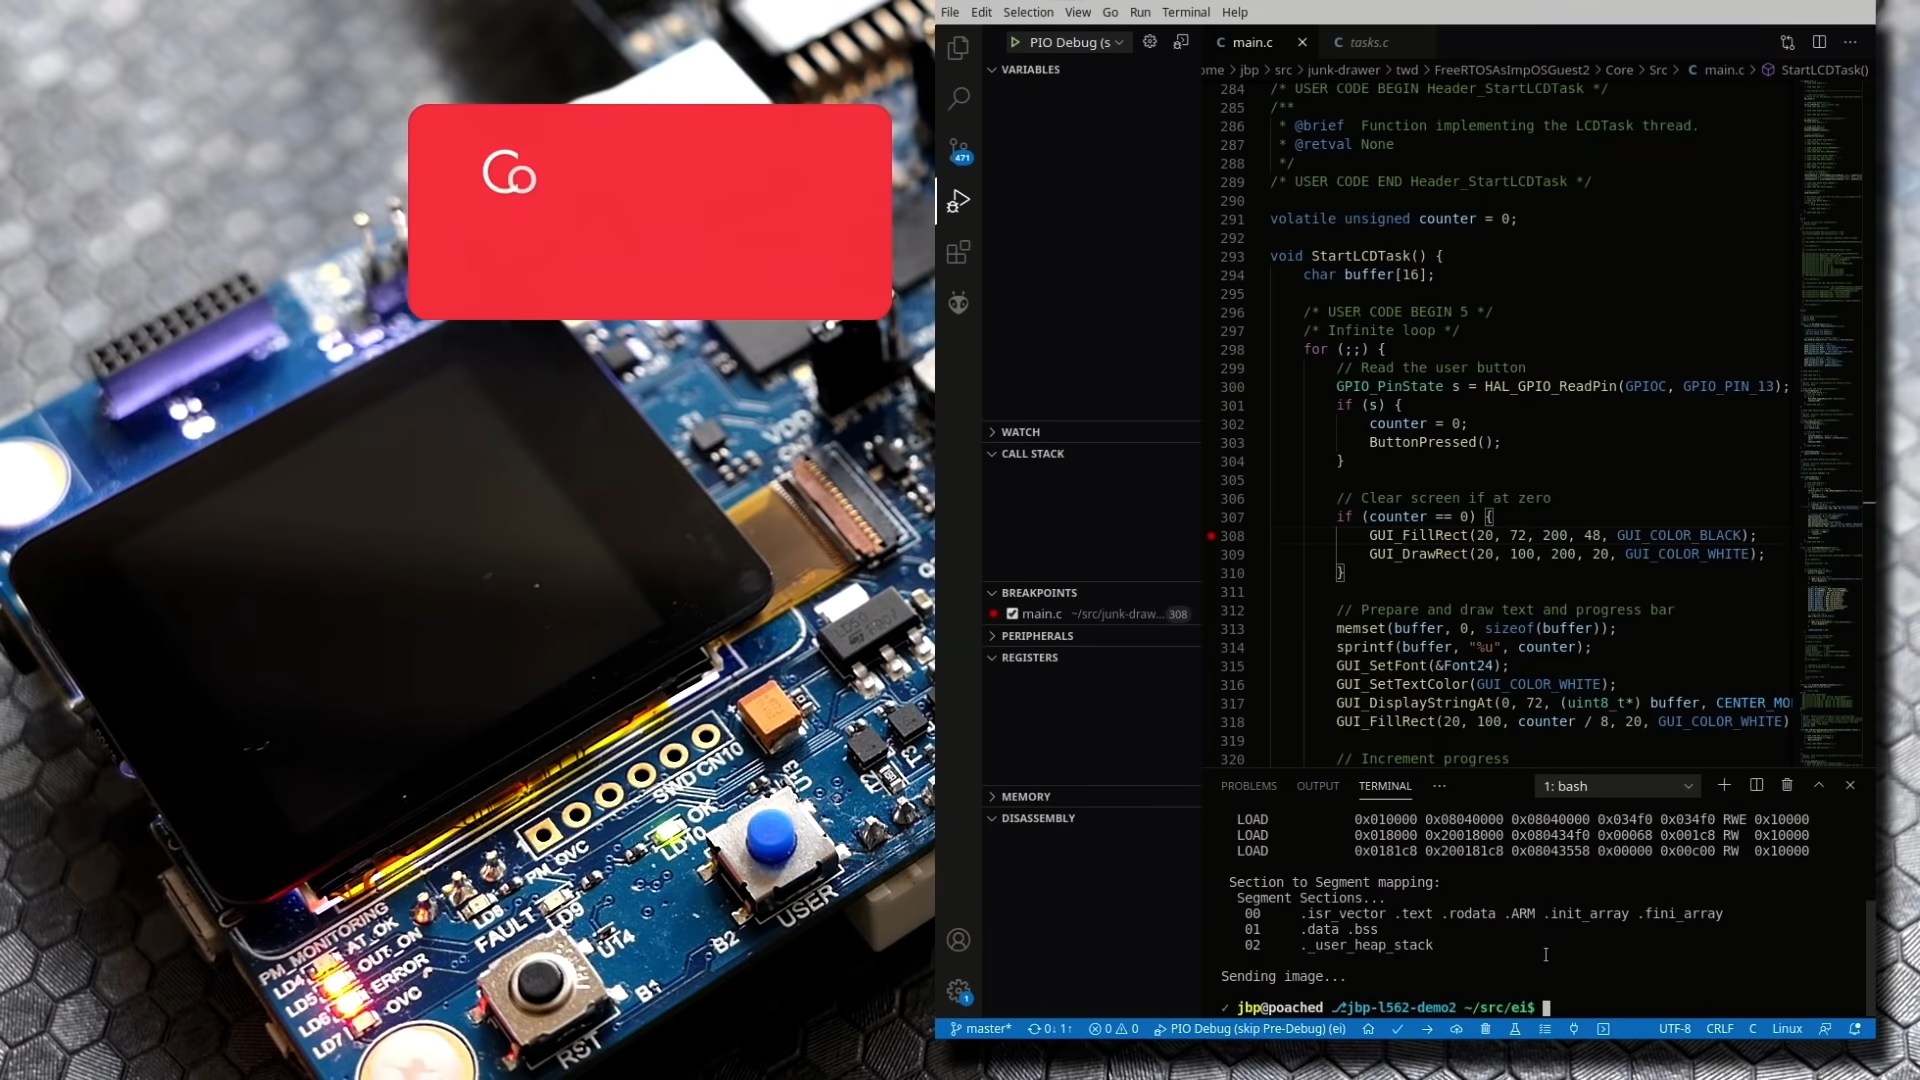 Co
VDD
SWD CN10
OK
LD10
PM_OVC
LD8
LD9
FAULT
U14
USER
B2
B1
RST
PM_MONITORING
AT_OK
LD4
OUT_ON
LD5
ERROR
LD6
OVC
LD7
File Edit Selection View Go Run Terminal Help
PIO Debug (s
main.c
tasks.c
VARIABLES
ome > jbp > src > junk-drawer > twd > FreeRTOSAsImpOSGuest2 > Core > Src > C main.c > StartLCDTask()
284 /* USER CODE BEGIN Header_StartLCDTask */
285 /**
286 * @brief Function implementing the LCDTask thread.
287 * @retval None
288 */
289 /* USER CODE END Header_StartLCDTask */
290
291 volatile unsigned counter = 0;
292
293 void StartLCDTask() {
294 char buffer[16];
295
296 /* USER CODE BEGIN 5 */
297 /* Infinite loop */
298 for (;;) {
299 // Read the user button
300 GPIO_PinState s = HAL_GPIO_ReadPin(GPIOC, GPIO_PIN_13);
301 if (s) {
302 counter = 0;
303 ButtonPressed();
304 }
305
306 // Clear screen if at zero
307 if (counter == 0) {
308 GUI_FillRect(20, 72, 200, 48, GUI_COLOR_BLACK);
309 GUI_DrawRect(20, 100, 200, 20, GUI_COLOR_WHITE);
310 }
311
312 // Prepare and draw text and progress bar
313 memset(buffer, 0, sizeof(buffer));
314 sprintf(buffer, "%u", counter);
315 GUI_SetFont(&Font24);
316 GUI_SetTextColor(GUI_COLOR_WHITE);
317 GUI_DisplayStringAt(0, 72, (uint8_t*) buffer, CENTER_MO
318 GUI_FillRect(20, 100, counter / 8, 20, GUI_COLOR_WHITE)
319
320 // Increment progress
471
WATCH
CALL STACK
BREAKPOINTS
main.c ~/src/junk-draw... 308
PERIPHERALS
REGISTERS
MEMORY
DISASSEMBLY
1
PROBLEMS OUTPUT TERMINAL ... 1: bash
LOAD 0x010000 0x08040000 0x08040000 0x034f0 0x034f0 RWE 0x10000
LOAD 0x018000 0x20018000 0x080434f0 0x00068 0x001c8 RW 0x10000
LOAD 0x0181c8 0x200181c8 0x08043558 0x00000 0x00c00 RW 0x10000
Section to Segment mapping:
Segment Sections...
00 .isr_vector .text .rodata .ARM .init_array .fini_array
01 .data .bss
02 ._user_heap_stack
Sending image...
✓ jbp@poached ⎇jbp-l562-demo2 ~/src/ei$
master* 0↓ 1↑ 0 0 PIO Debug (skip Pre-Debug) (ei) UTF-8 CRLF C Linux